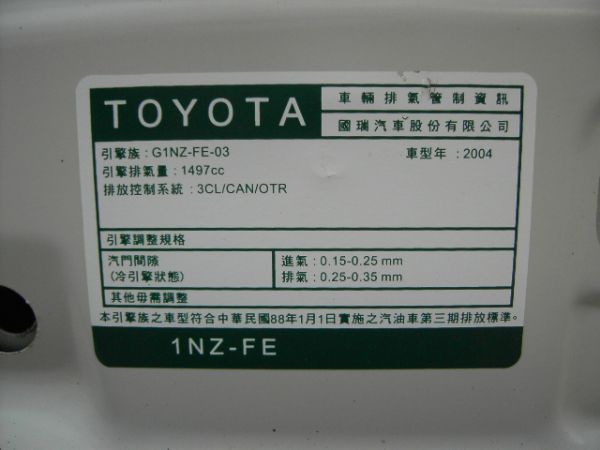 TOYOTA
車輛排氣管制資訊
國瑞汽車股份有限公司
引擎族：G1NZ-FE-03
車型年：2004
引擎排氣量：1497cc
排放控制系統：3CL/CAN/OTR
引擎調整規格
汽門間隙
(冷引擎狀態)
進氣：0.15-0.25 mm
排氣：0.25-0.35 mm
其他毋需調整
本引擎族之車型符合中華民國88年1月1日實施之汽油車第三期排放標準。
1NZ-FE